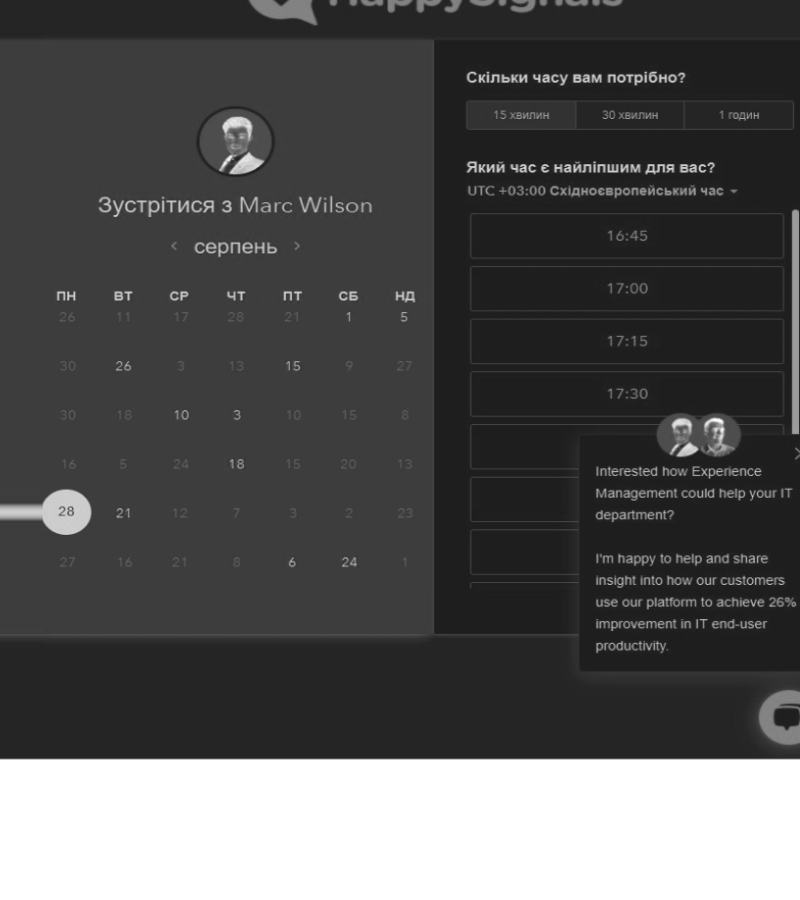 HappySignals
Зустрітися з Marc Wilson
‹ серпень ›
ПН ВТ СР ЧТ ПТ СБ НД
26 11 17 28 21 1 5
30 26 3 13 15 9 27
30 18 10 3 10 15 8
16 5 24 18 15 20 13
28 21 12 7 3 2 23
27 16 21 8 6 24 1
Скільки часу вам потрібно?
15 хвилин 30 хвилин 1 годин
Який час є найліпшим для вас?
UTC +03:00 Східноєвропейський час
16:45
17:00
17:15
17:30
Interested how Experience
Management could help your IT
department?
I'm happy to help and share
insight into how our customers
use our platform to achieve 26%
improvement in IT end-user
productivity.